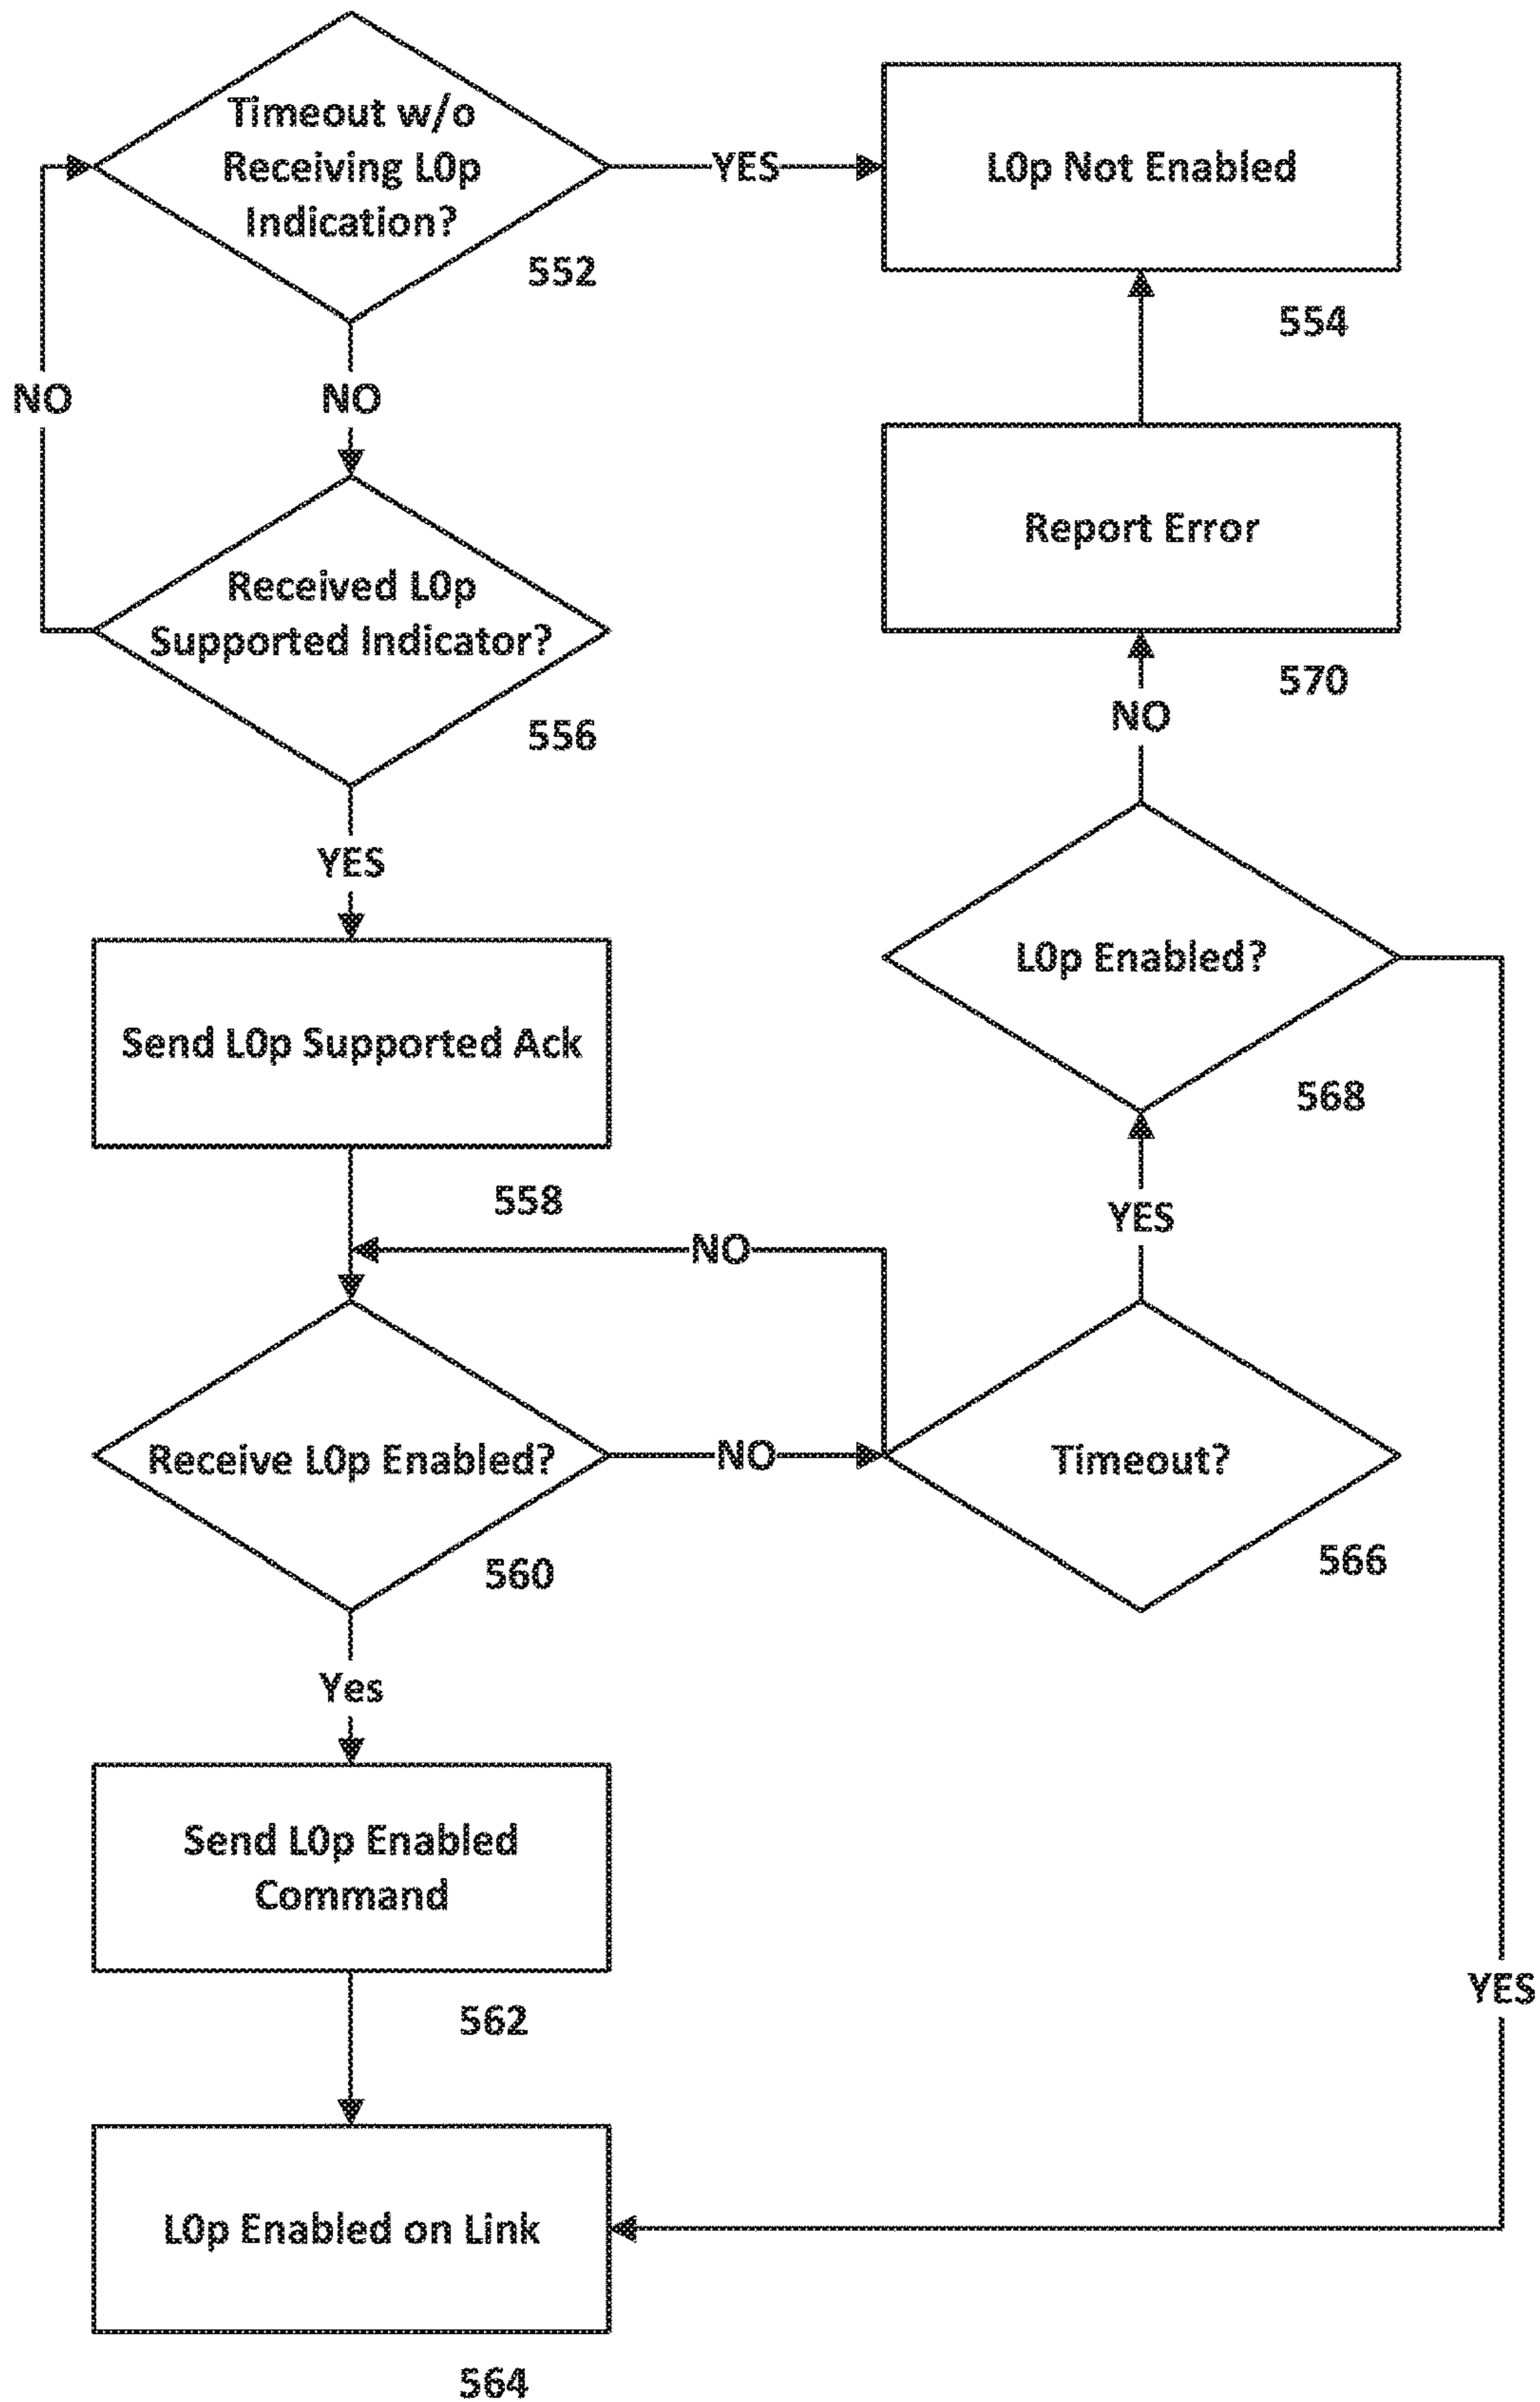 Timeout w/o
Receiving L0p
Indication?
552
YES
L0p Not Enabled
554
NO
NO
Received L0p
Supported Indicator?
556
Report Error
570
NO
YES
Send L0p Supported Ack
558
L0p Enabled?
568
YES
NO
Receive L0p Enabled?
560
NO
Timeout?
566
Yes
Send L0p Enabled
Command
562
YES
L0p Enabled on Link
564